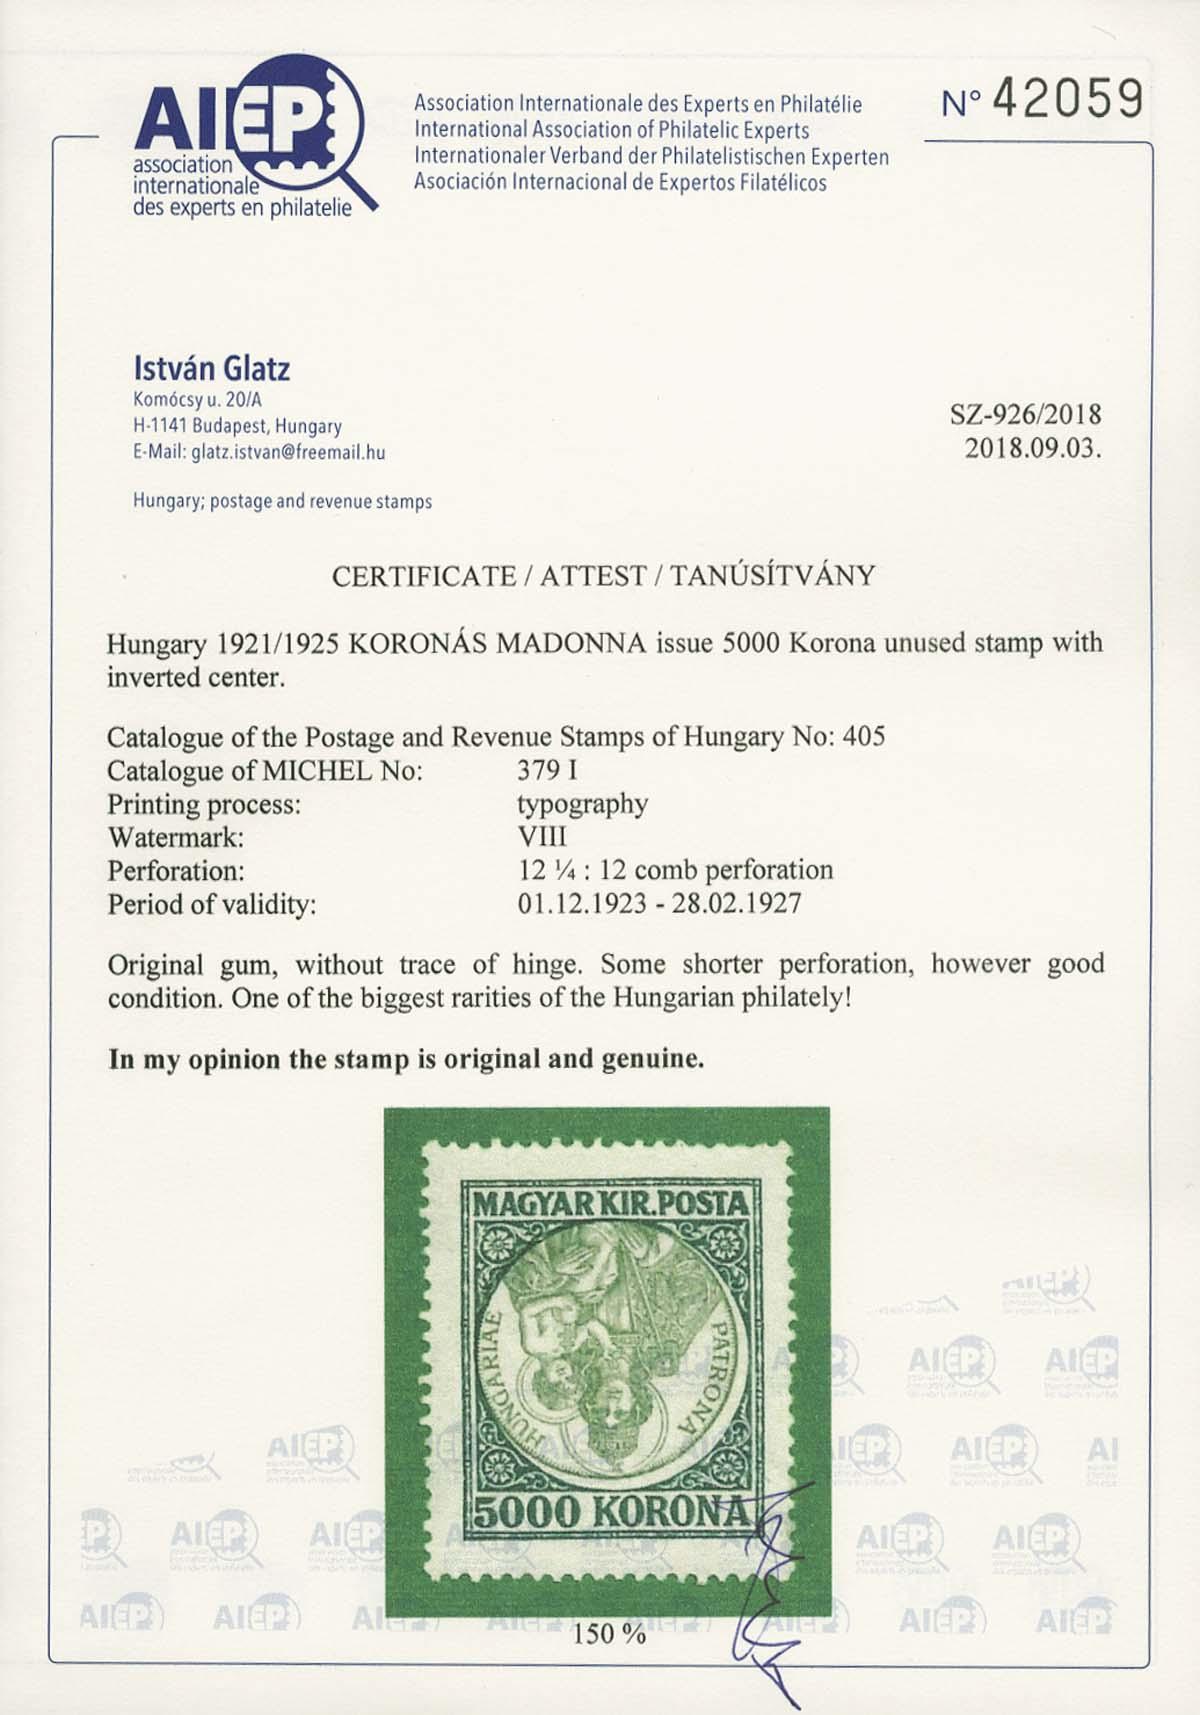 AIEP
association
internationale
des experts en philatelie
Association Internationale des Experts en Philatélie
International Association of Philatelic Experts
Internationaler Verband der Philatelistischen Experten
Asociación Internacional de Expertos Filatélicos
N° 42059
István Glatz
Komócsy u. 20/A
H-1141 Budapest, Hungary
E-Mail: glatz.istvan@freemail.hu
Hungary; postage and revenue stamps
SZ-926/2018
2018.09.03.
CERTIFICATE / ATTEST / TANÚSÍTVÁNY
Hungary 1921/1925 KORONÁS MADONNA issue 5000 Korona unused stamp with
inverted center.
Catalogue of the Postage and Revenue Stamps of Hungary No: 405
Catalogue of MICHEL No: 379 I
Printing process: typography
Watermark: VIII
Perforation: 12 ¼ : 12 comb perforation
Period of validity: 01.12.1923 - 28.02.1927
Original gum, without trace of hinge. Some shorter perforation, however good
condition. One of the biggest rarities of the Hungarian philately!
In my opinion the stamp is original and genuine.
MAGYAR KIR. POSTA
PATRONA
HUNGARIAE
5000 KORONA
150 %